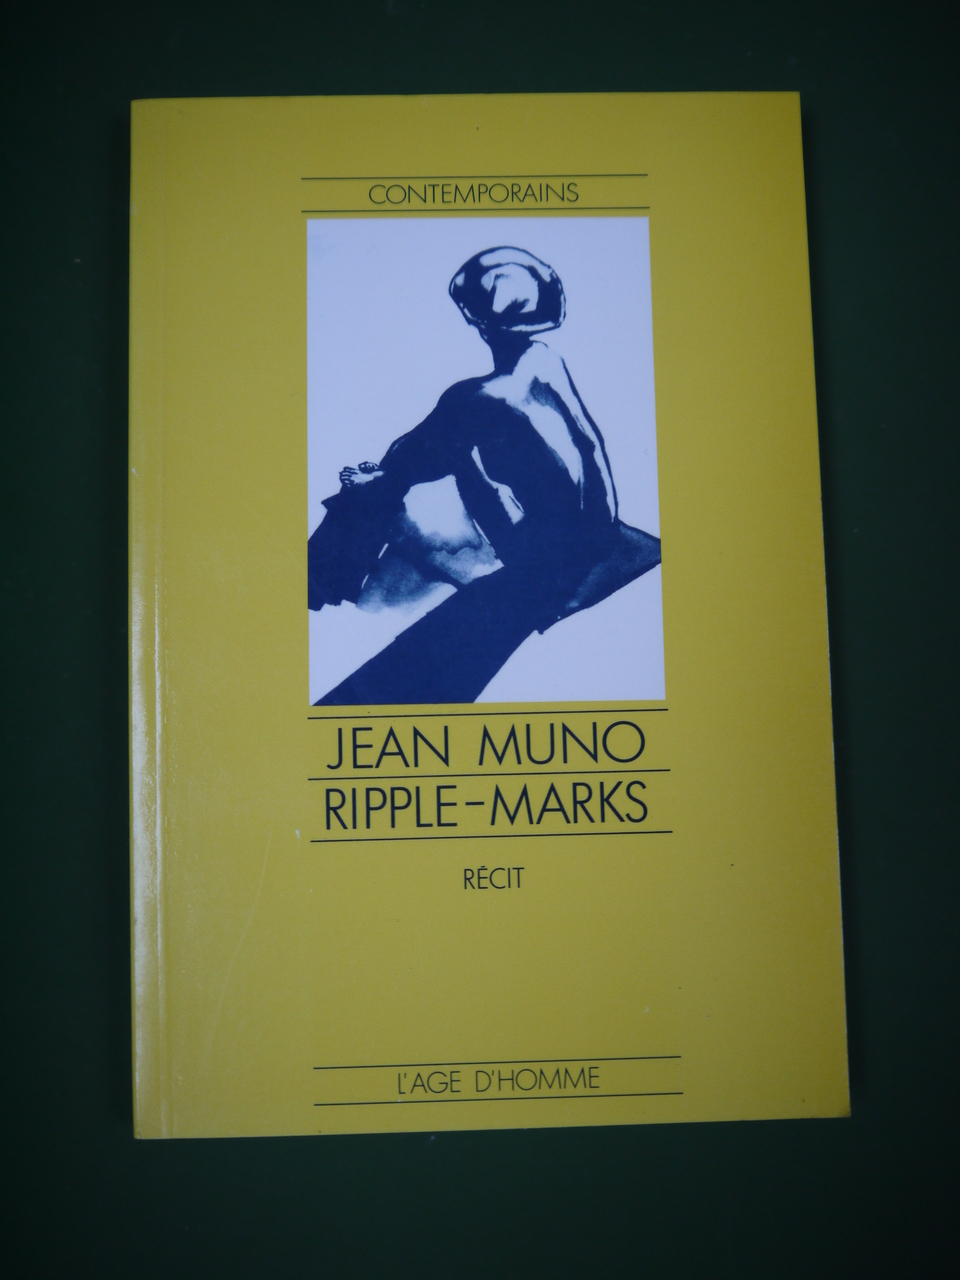 CONTEMPORAINS
JEAN MUNO
RIPPLE-MARKS
RÉCIT
L'AGE D'HOMME